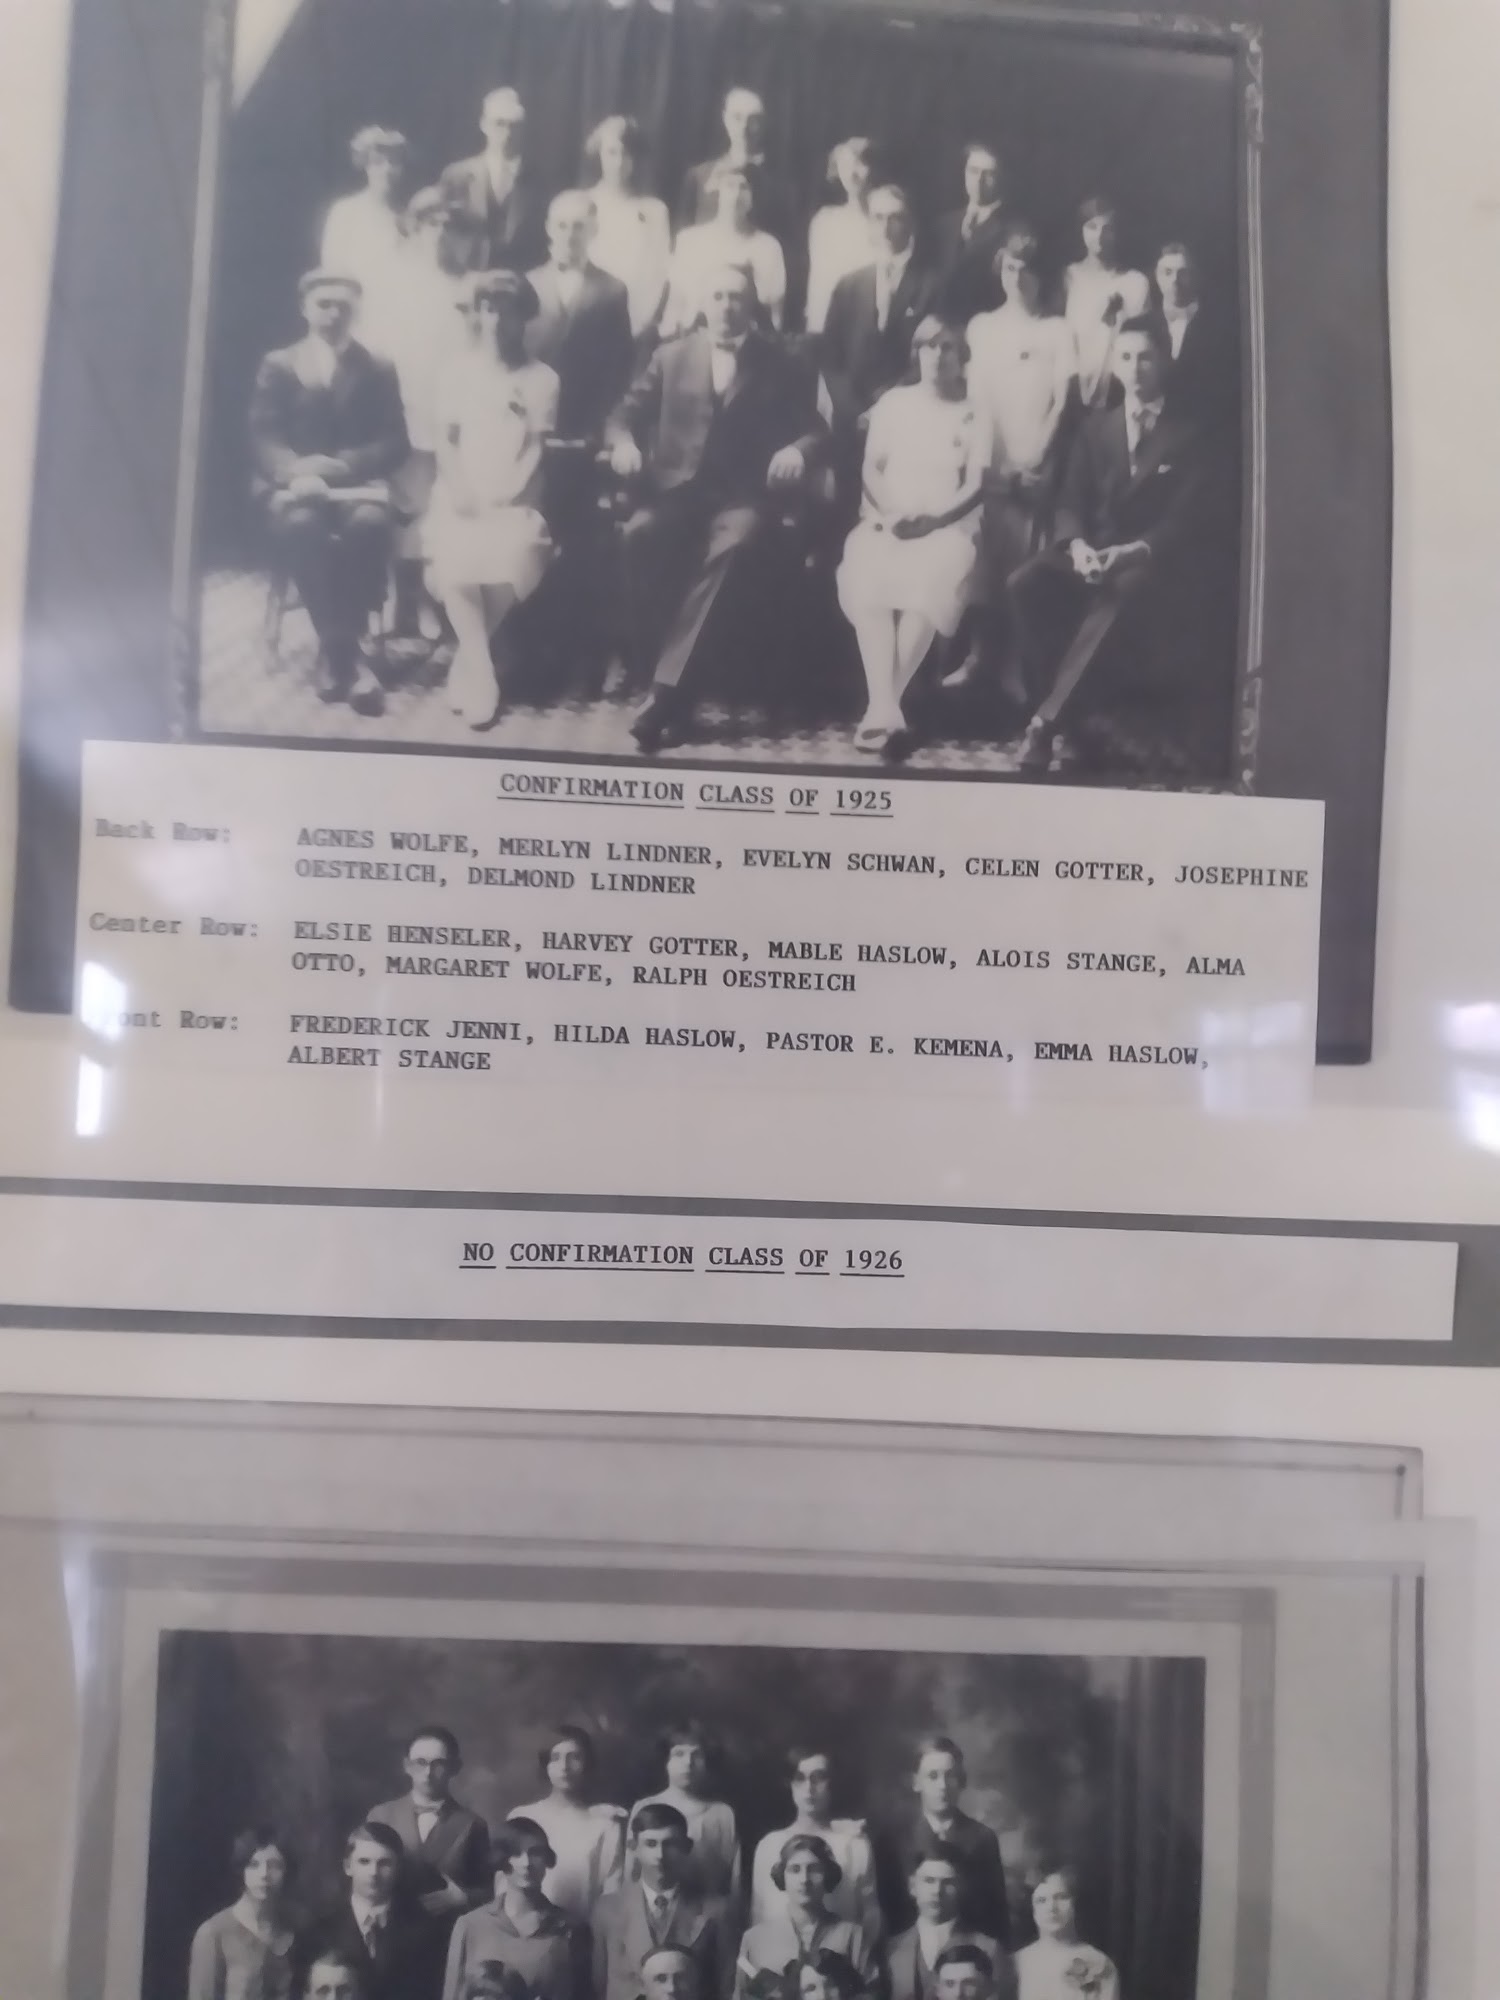 CONFIRMATION CLASS OF 1925
Back Row: AGNES WOLFE, MERLYN LINDNER, EVELYN SCHWAN, CELEN GOTTER, JOSEPHINE
OESTREICH, DELMOND LINDNER
Center Row: ELSIE HENSELER, HARVEY GOTTER, MABLE HASLOW, ALOIS STANGE, ALMA
OTTO, MARGARET WOLFE, RALPH OESTREICH
ont Row: FREDERICK JENNI, HILDA HASLOW, PASTOR E. KEMENA, EMMA HASLOW,
ALBERT STANGE
NO CONFIRMATION CLASS OF 1926